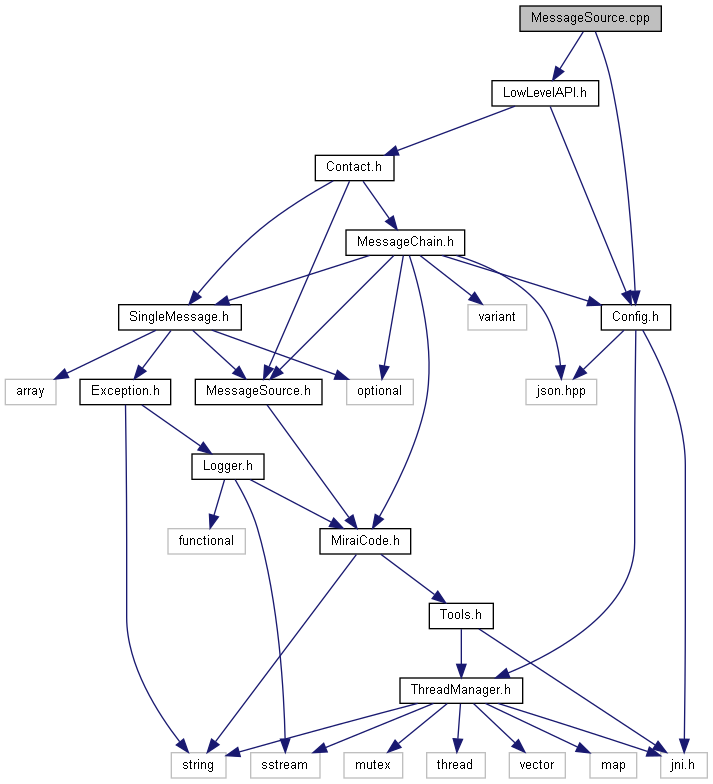 MessageSource.cpp
LowLevelAPI.h
Contact.h
MessageChain.h
SingleMessage.h
variant
Config.h
array
Exception.h
MessageSource.h
optional
json.hpp
Logger.h
functional
MiraiCode.h
Tools.h
ThreadManager.h
string
sstream
mutex
thread
vector
map
jni.h